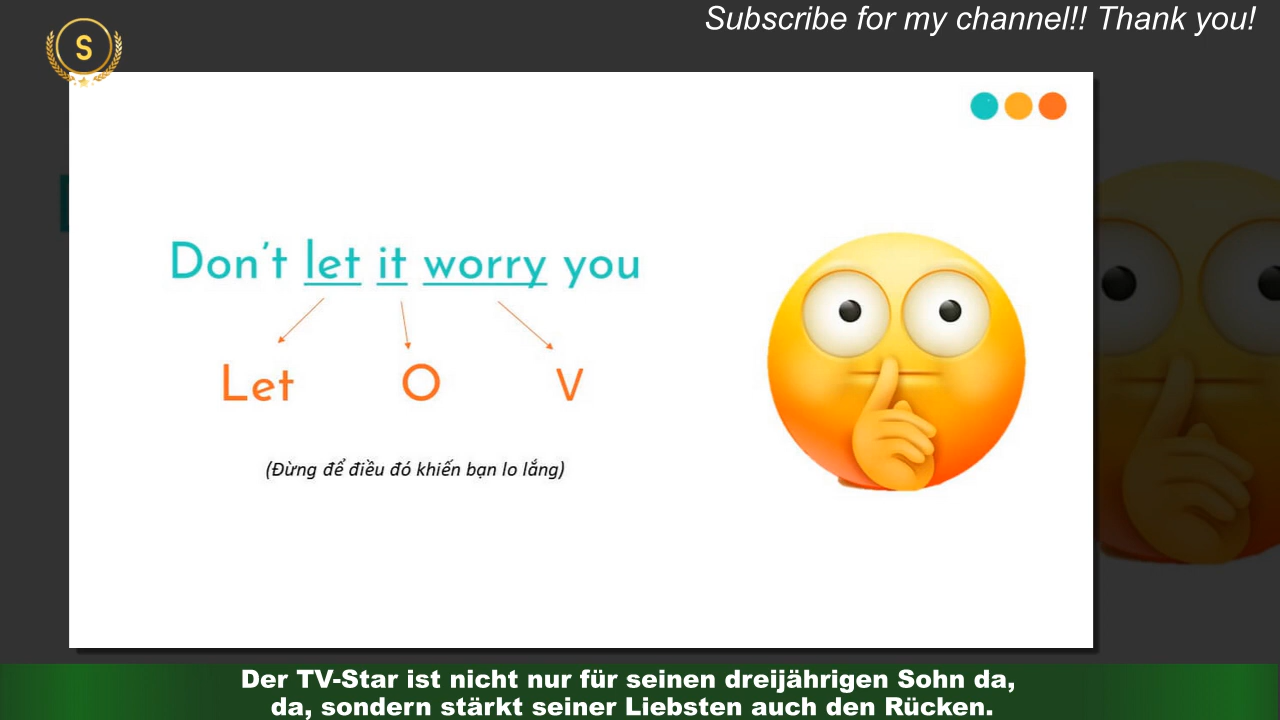 Subscribe for my channel!! Thank you!
S
Don't let it worry you
Let O V
(Đừng để điều đó khiến bạn lo lắng)
Der TV-Star ist nicht nur für seinen dreijährigen Sohn da,
da, sondern stärkt seiner Liebsten auch den Rücken.